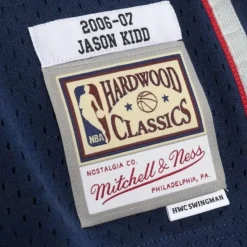 2006-07
JASON KIDD
HARDWOOD
NBA
CLASSICS
NOSTALGIA CO.
Mitchell & Ness
PHILADELPHIA, PA.
HWC SWINGMAN